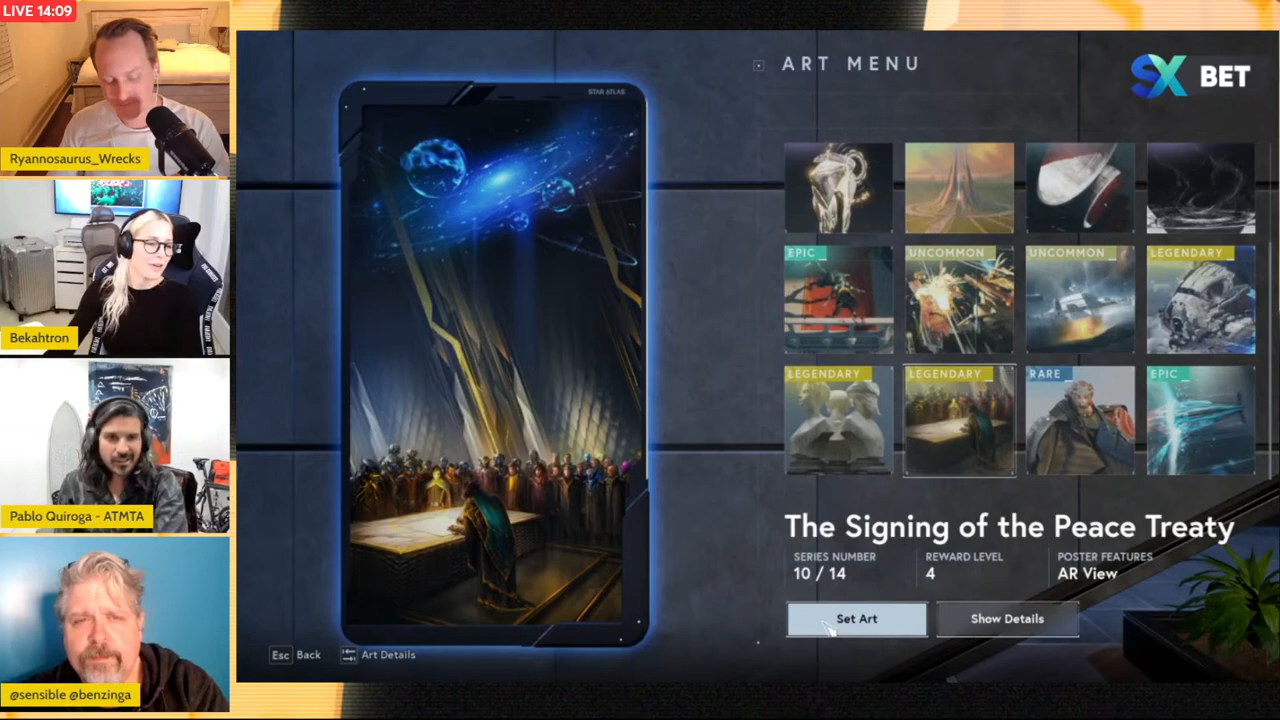 LIVE 14:09
Ryannosaurus_Wrecks
Bekahtron
Pablo Quiroga - ATMTA
@sensible @benzinga
STAR ATLAS
ART MENU
SX BET
EPIC
UNCOMMON
UNCOMMON
LEGENDARY
LEGENDARY
LEGENDARY
RARE
EPIC
The Signing of the Peace Treaty
SERIES NUMBER
10 / 14
REWARD LEVEL
4
POSTER FEATURES
AR View
Set Art
Show Details
Esc Back
Art Details